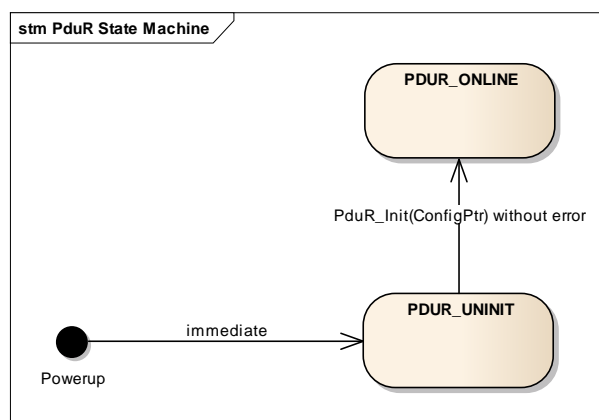 stm PduR State Machine
PDUR_ONLINE
PduR_Init(ConfigPtr) without error
PDUR_UNINIT
immediate
Powerup